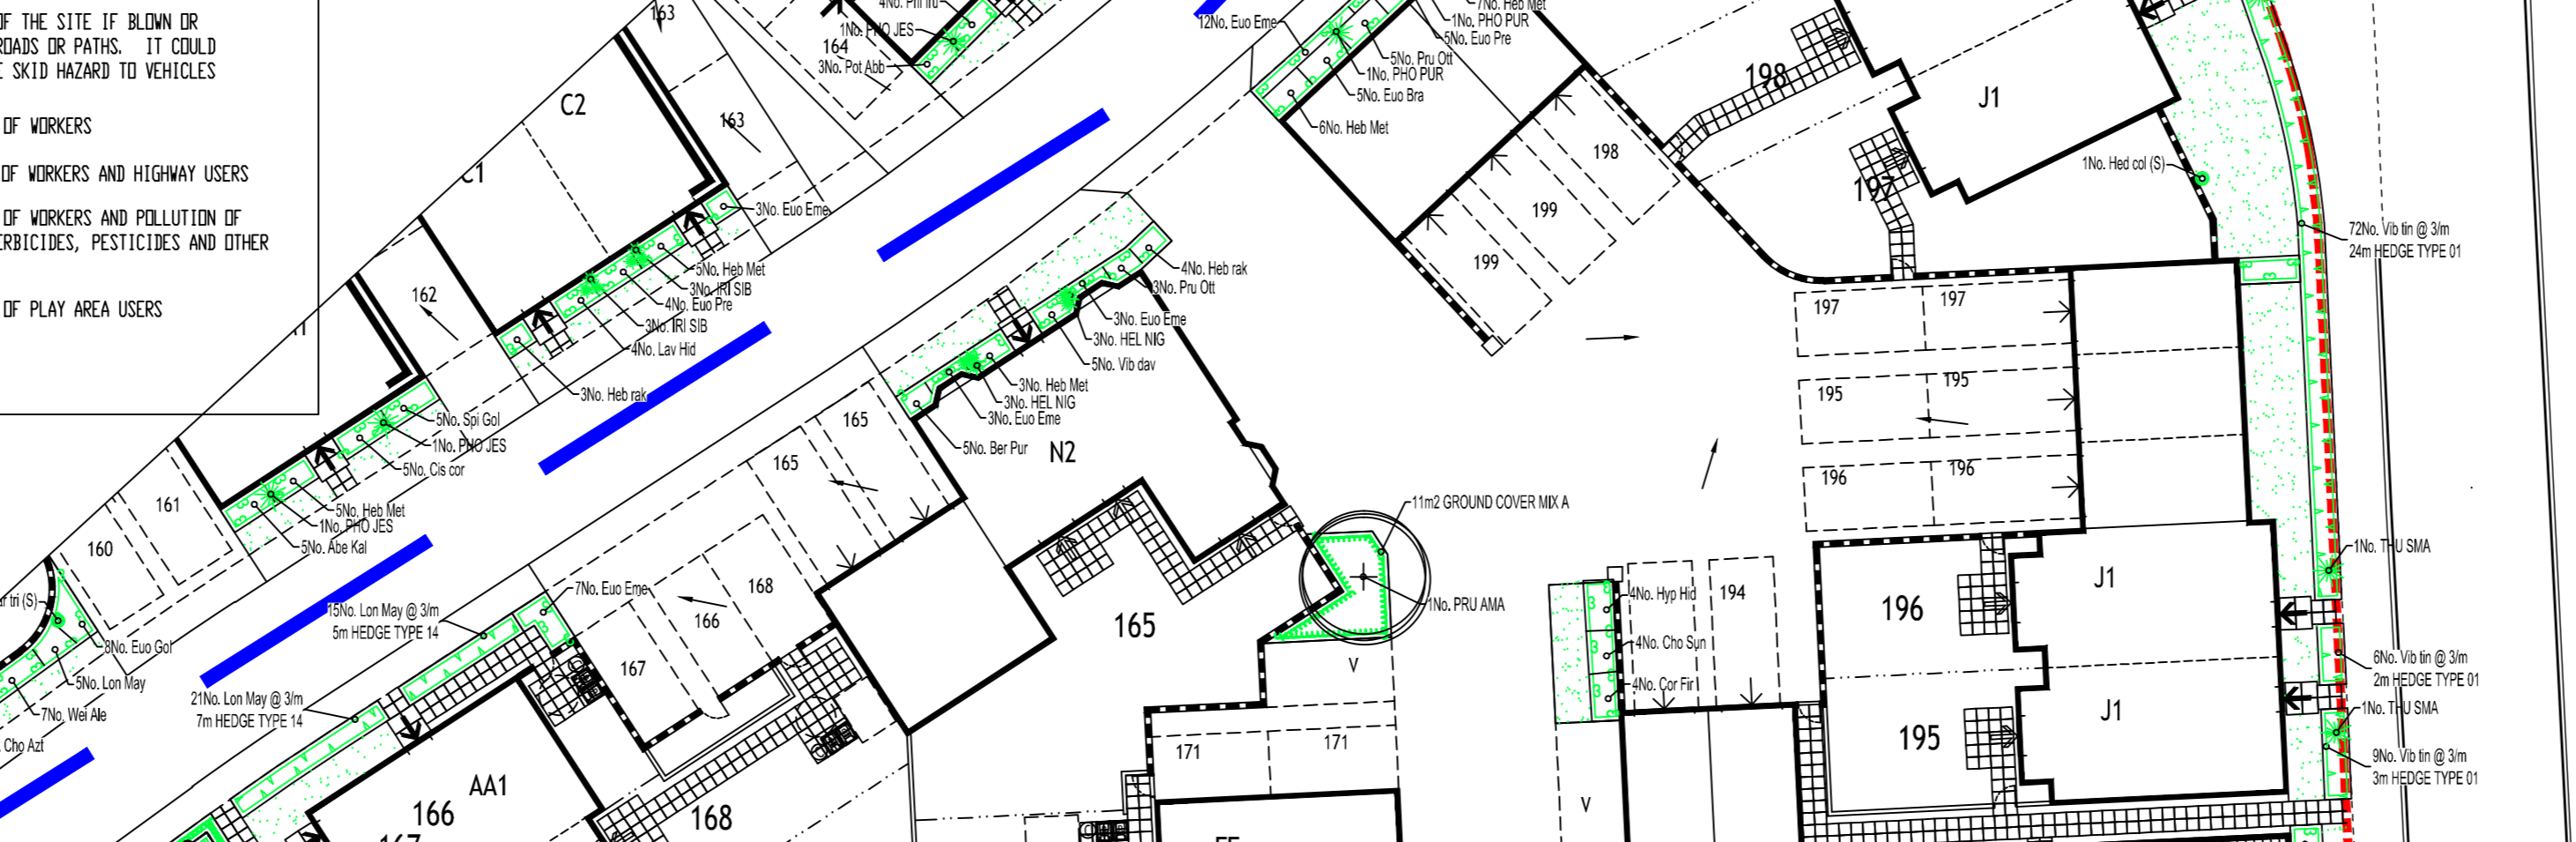 OF THE SITE IF BLOWN OR
ROADS OR PATHS. IT COULD
SKID HAZARD TO VEHICLES
OF WORKERS
OF WORKERS AND HIGHWAY USERS
OF WORKERS AND POLLUTION OF
ERBICIDES, PESTICIDES AND OTHER
OF PLAY AREA USERS
163
C2
163
C1
162
161
160
164
4No. Phl fru
1No. PHO JES
3No. Pot Abb
3No. Euo Eme
5No. Heb Met
3No. IRI SIB
4No. Euo Pre
3No. IRI SIB
4No. Lav Hid
3No. Heb rak
5No. Spi Gol
1No. PHO JES
5No. Cis cor
5No. Heb Met
1No. PHO JES
5No. Abe Kal
12No. Euo Eme
7No. Heb Met
1No. PHO PUR
5No. Euo Pre
5No. Pru Ott
1No. PHO PUR
5No. Euo Bra
6No. Heb Met
4No. Heb rak
3No. Pru Ott
3No. Euo Eme
3No. HEL NIG
5No. Vib dav
3No. Heb Met
3No. HEL NIG
3No. Euo Eme
5No. Ber Pur
N2
165
165
168
166
167
165
7No. Euo Eme
15No. Lon May @ 3/m
5m HEDGE TYPE 14
21No. Lon May @ 3/m
7m HEDGE TYPE 14
ar tri (S)
8No. Euo Gol
5No. Lon May
7No. Wei Ale
Cho Azt
AA1
166
167
168
11m2 GROUND COVER MIX A
1No. PRU AMA
V
171
171
198
198
199
199
197
J1
1No. Hed col (S)
72No. Vib tin @ 3/m
24m HEDGE TYPE 01
197
197
195
195
196
196
4No. Hyp Hid
4No. Cho Sun
4No. Cor Fir
194
V
196
195
J1
J1
1No. THU SMA
6No. Vib tin @ 3/m
2m HEDGE TYPE 01
1No. THU SMA
9No. Vib tin @ 3/m
3m HEDGE TYPE 01